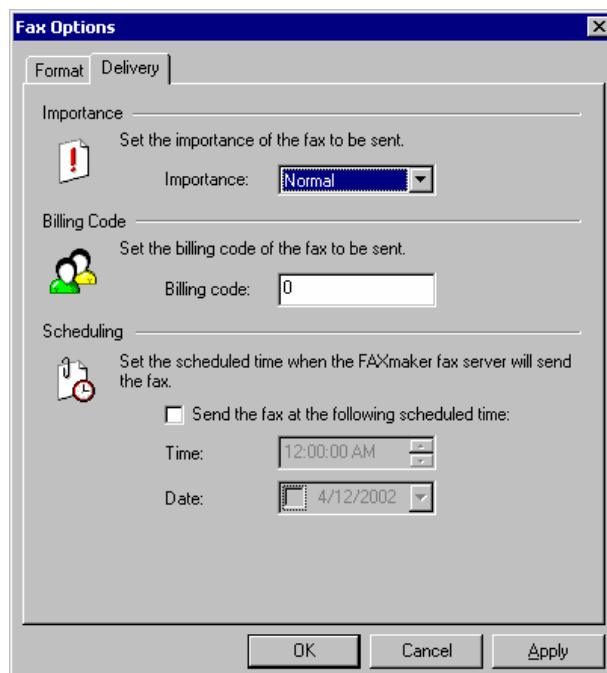 Fax Options
Format Delivery
Importance
Set the importance of the fax to be sent.
Importance: Normal
Billing Code
Set the billing code of the fax to be sent.
Billing code: 0
Scheduling
Set the scheduled time when the FAXmaker fax server will send
the fax.
Send the fax at the following scheduled time:
Time: 12:00:00 AM
Date: 4/12/2002
OK Cancel Apply